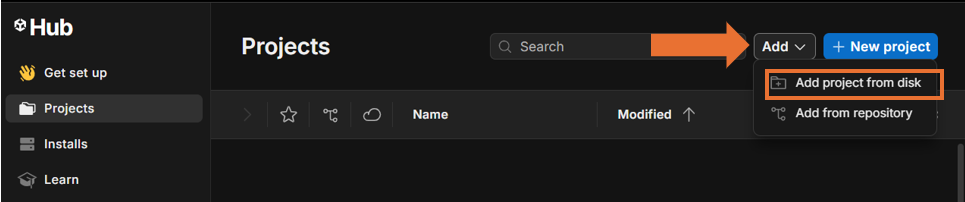 Hub
Get set up
Projects
Installs
Learn
Projects
Search
Add
+ New project
Add project from disk
Add from repository
Name
Modified